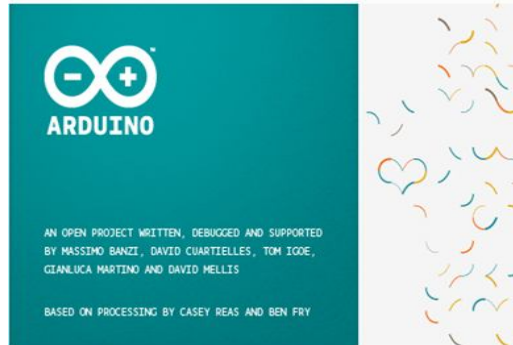 ARDUINO
AN OPEN PROJECT WRITTEN, DEBUGGED AND SUPPORTED
BY MASSIMO BANZI, DAVID CUARTIELLES, TOM IGOE,
GIANLUCA MARTINO AND DAVID MELLIS
BASED ON PROCESSING BY CASEY REAS AND BEN FRY